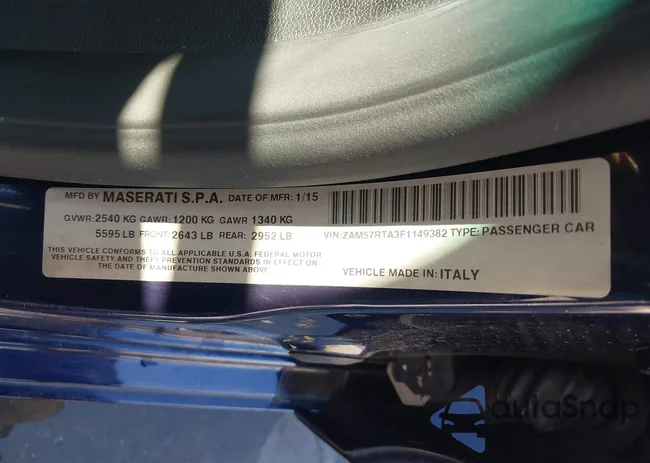 MFD BY MASERATI S.P.A. DATE OF MFR: 1/15
GVWR:2540 KG GAWR: 1200 KG GAWR 1340 KG
5595 LB FRONT: 2643 LB REAR: 2952 LB VIN:ZAM57RTA3F1149382 TYPE: PASSENGER CAR
THIS VEHICLE CONFORMS TO ALL APPLICABLE U.S.A. FEDERAL MOTOR
VEHICLE SAFETY AND THEFT PREVENTION STANDARDS IN EFFECT ON
THE DATE OF MANUFACTURE SHOWN ABOVE.
VEHICLE MADE IN: ITALY
autoSnap